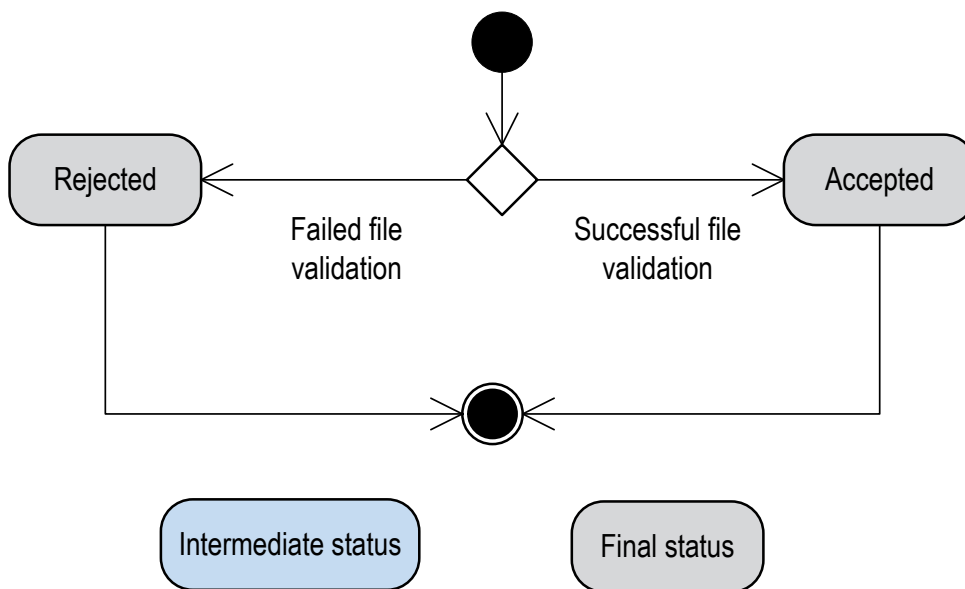 Rejected
Accepted
Failed file
validation
Successful file
validation
Intermediate status
Final status